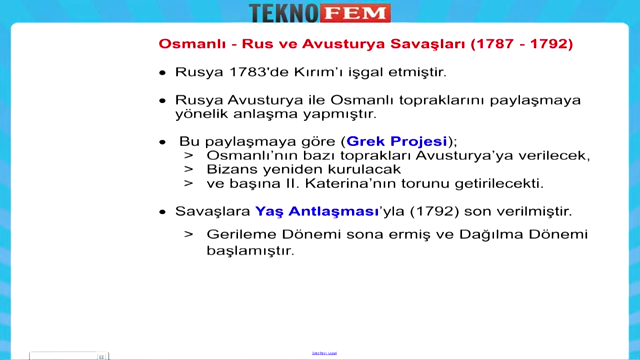 TEKNOFEM
Osmanlı - Rus ve Avusturya Savaşları (1787 - 1792)
● Rusya 1783'de Kırım'ı işgal etmiştir.
● Rusya Avusturya ile Osmanlı topraklarını paylaşmaya
yönelik anlaşma yapmıştır.
● Bu paylaşmaya göre (Grek Projesi);
> Osmanlı'nın bazı toprakları Avusturya'ya verilecek,
> Bizans yeniden kurulacak
> ve başına II. Katerina'nın torunu getirilecekti.
● Savaşlara Yaş Antlaşması'yla (1792) son verilmiştir.
> Gerileme Dönemi sona ermiş ve Dağılma Dönemi
başlamıştır.